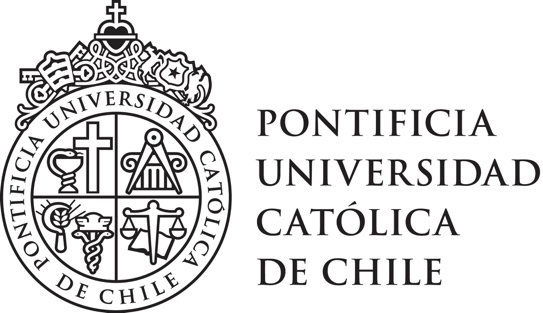 PONTIFICIA UNIVERSIDAD CATÓLICA DE CHILE
PONTIFICIA
UNIVERSIDAD
CATÓLICA
DE CHILE